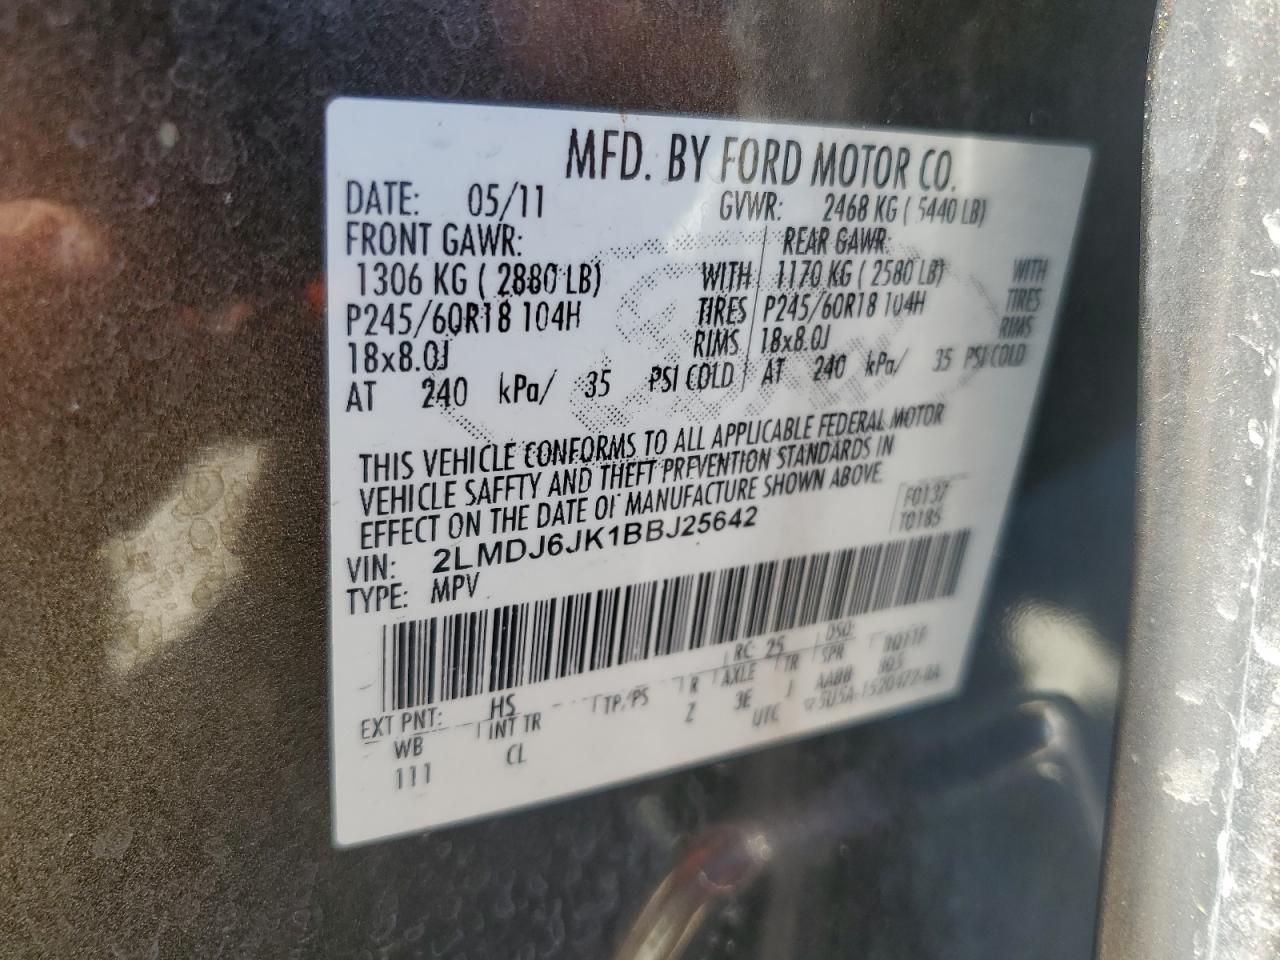 MFD. BY FORD MOTOR CO.
DATE: 05/11 GVWR: 2468 KG ( 5440 LB)
FRONT GAWR: REAR GAWR:
1306 KG ( 2880 LB) WITH 1170 KG ( 2580 LB) WITH
P245/60R18 104H TIRES P245/60R18 104H TIRES
18x8.0J RIMS 18x8.0J RIMS
AT 240 kPa/ 35 PSI COLD AT 240 kPa/ 35 PSI COLD
THIS VEHICLE CONFORMS TO ALL APPLICABLE FEDERAL MOTOR
VEHICLE SAFETY AND THEFT PREVENTION STANDARDS IN
EFFECT ON THE DATE OF MANUFACTURE SHOWN ABOVE.
F0137
T0185
VIN: 2LMDJ6JK1BBJ25642
TYPE: MPV
RC: 25 DSO:
EXT PNT: HS
WB INT TR TP/PS R AXLE TR SPR
111 CL Z 3E J AABB
UTC